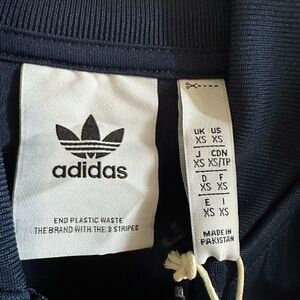 adidas
END PLASTIC WASTE
THE BRAND WITH THE 3 STRIPES
UK US
XS XS
J CDN
XS XS/TP
D F
XS XS
E I
XS XS
MADE IN
PAKISTAN